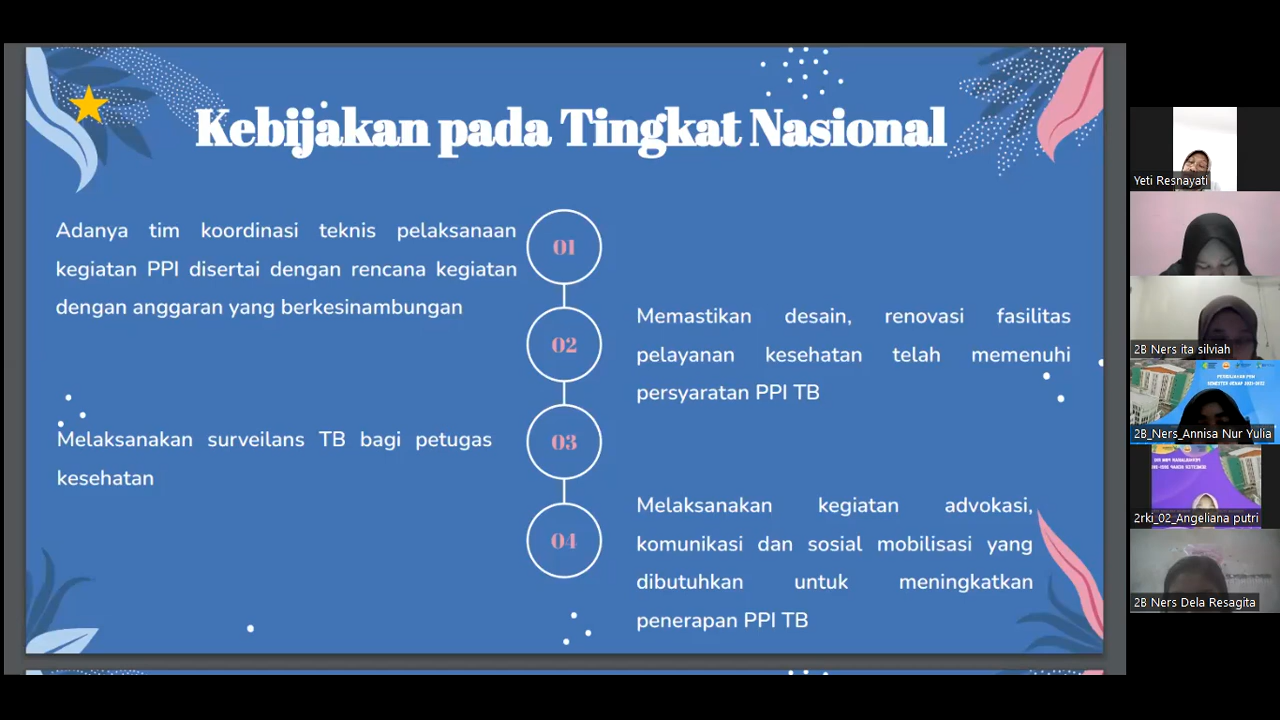 Kebijakan pada Tingkat Nasional
Adanya tim koordinasi teknis pelaksanaan
kegiatan PPI disertai dengan rencana kegiatan
dengan anggaran yang berkesinambungan
01
02
Memastikan desain, renovasi fasilitas
pelayanan kesehatan telah memenuhi
persyaratan PPI TB
Melaksanakan surveilans TB bagi petugas
kesehatan
03
04
Melaksanakan kegiatan advokasi,
komunikasi dan sosial mobilisasi yang
dibutuhkan untuk meningkatkan
penerapan PPI TB
Yeti Resnayati
2B Ners ita silviah
2B_Ners_Annisa Nur Yulia
2rki_02_Angeliana putri
2B Ners Dela Resagita